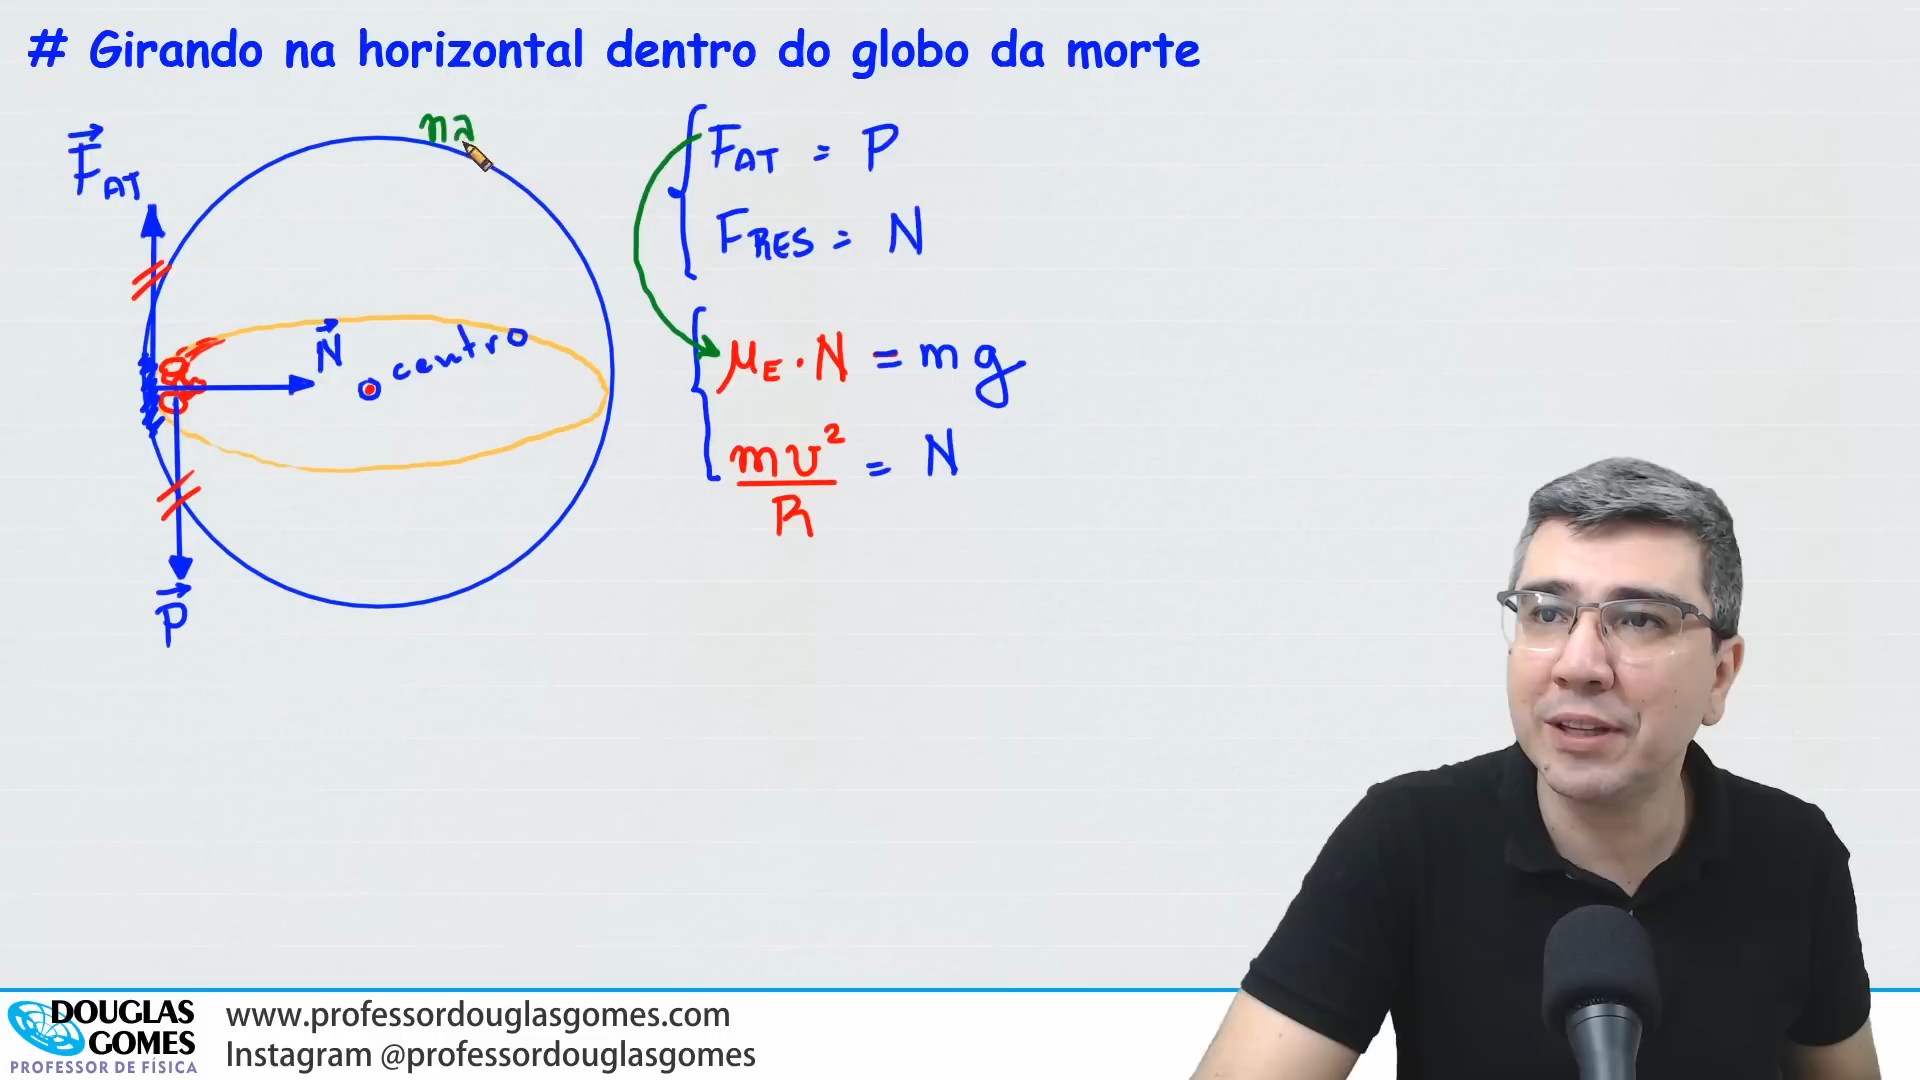 # Girando na horizontal dentro do globo da morte
na
F⃗AT
N⃗
centro
P⃗
FAT = P
FRES = N
μE . N = m g
mv²/R = N
DOUGLAS
GOMES
PROFESSOR DE FÍSICA
www.professordouglasgomes.com
Instagram @professordouglasgomes